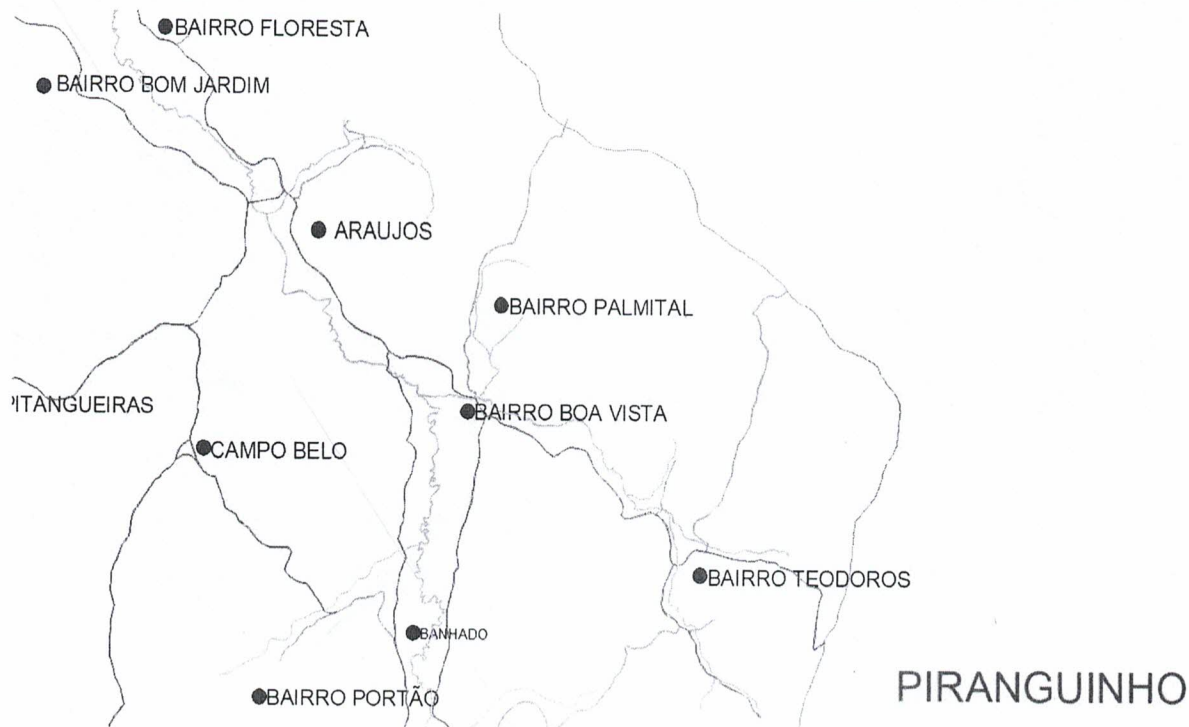 BAIRRO FLORESTA
BAIRRO BOM JARDIM
ARAUJOS
BAIRRO PALMITAL
PITANGUEIRAS
BAIRRO BOA VISTA
CAMPO BELO
BAIRRO TEODOROS
BANHADO
BAIRRO PORTÃO
PIRANGUINHO